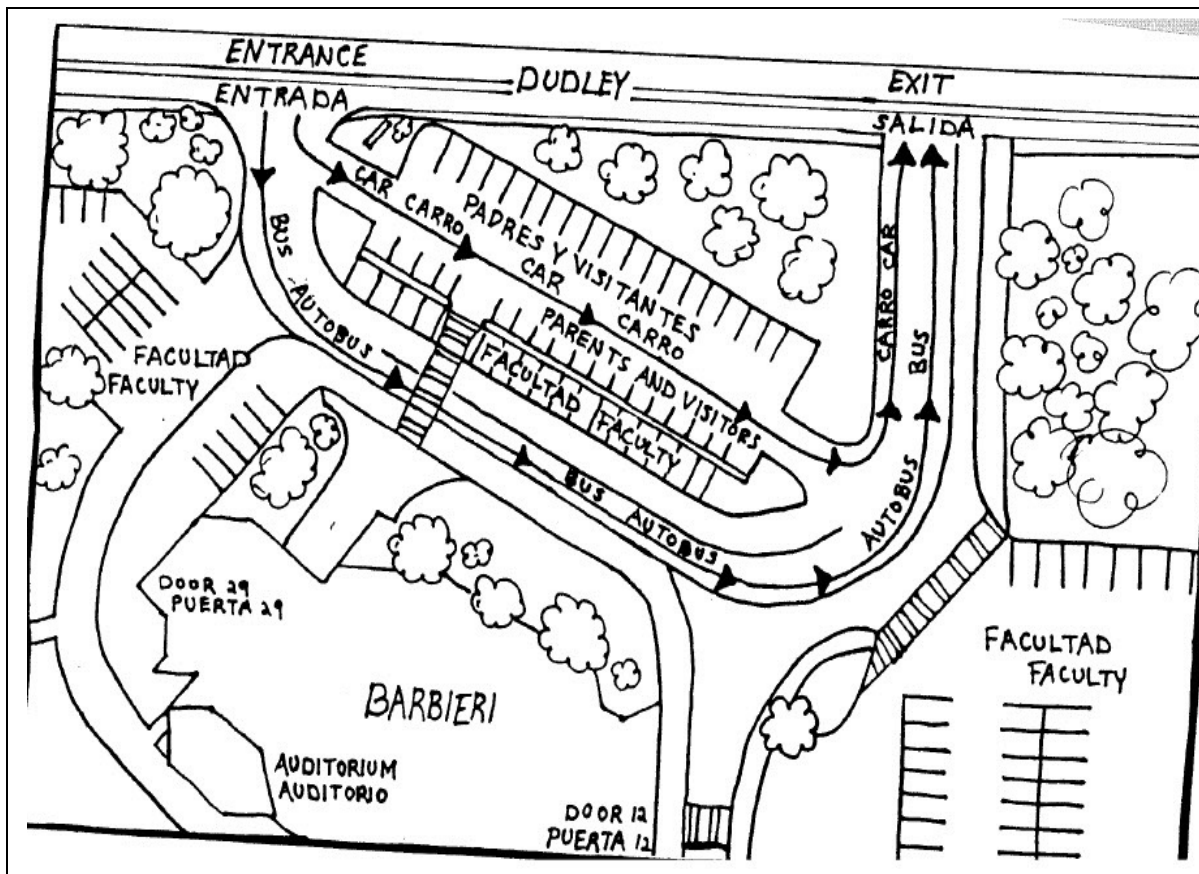 ENTRANCE
ENTRADA
DUDLEY
EXIT
SALIDA
CAR CARRO
CAR
CARRO
PADRES Y VISITANTES
PARENTS AND VISITORS
BUS
AUTOBUS
FACULTAD
FACULTY
FACULTAD
FACULTY
BUS
AUTOBUS
AUTOBUS
BUS
CARRO CAR
DOOR 29
PUERTA 29
BARBIERI
AUDITORIUM
AUDITORIO
DOOR 12
PUERTA 12
FACULTAD
FACULTY